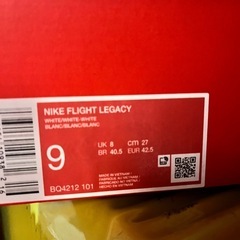 NIKE FLIGHT LEGACY
WHITE/WHITE-WHITE
BLANC/BLANC/BLANC
9
UK 8 cm 27
BR 40.5 EUR 42.5
BQ4212 101
MADE IN VIETNAM